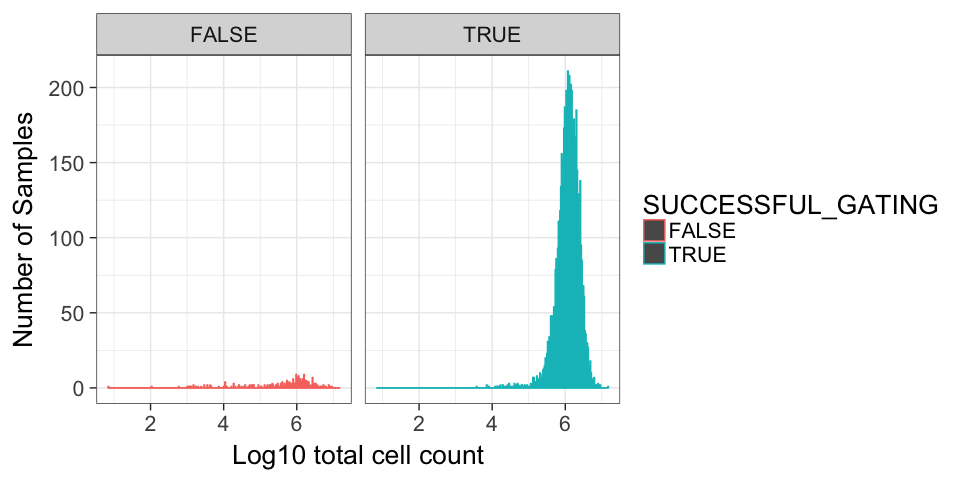 FALSE TRUE
Number of Samples
200
150
100
50
0
2 4 6 2 4 6
Log10 total cell count
SUCCESSFUL_GATING
FALSE
TRUE